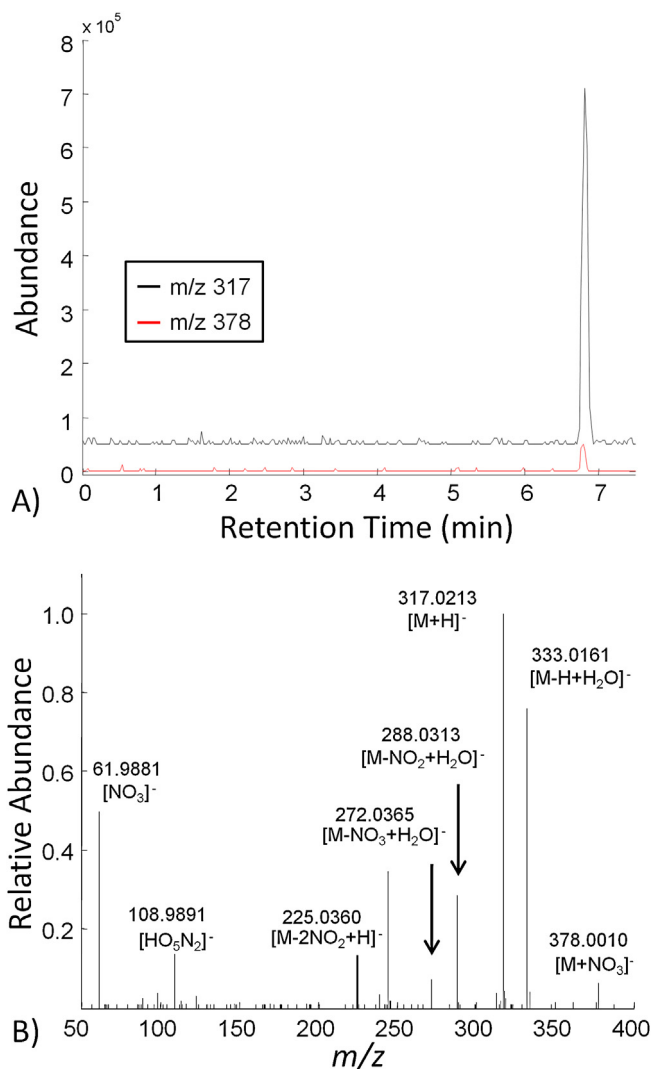 x 10⁵
8
7
6
5
4
3
2
1
0
Abundance
m/z 317
m/z 378
0 1 2 3 4 5 6 7
A)
Retention Time (min)
1.0
0.8
0.6
0.4
0.2
Relative Abundance
317.0213
[M+H]⁻
333.0161
[M-H+H₂O]⁻
288.0313
[M-NO₂+H₂O]⁻
61.9881
[NO₃]⁻
272.0365
[M-NO₃+H₂O]⁻
108.9891
[HO₅N₂]⁻
225.0360
[M-2NO₂+H]⁻
378.0010
[M+NO₃]⁻
50 100 150 200 250 300 350 400
B)
m/z